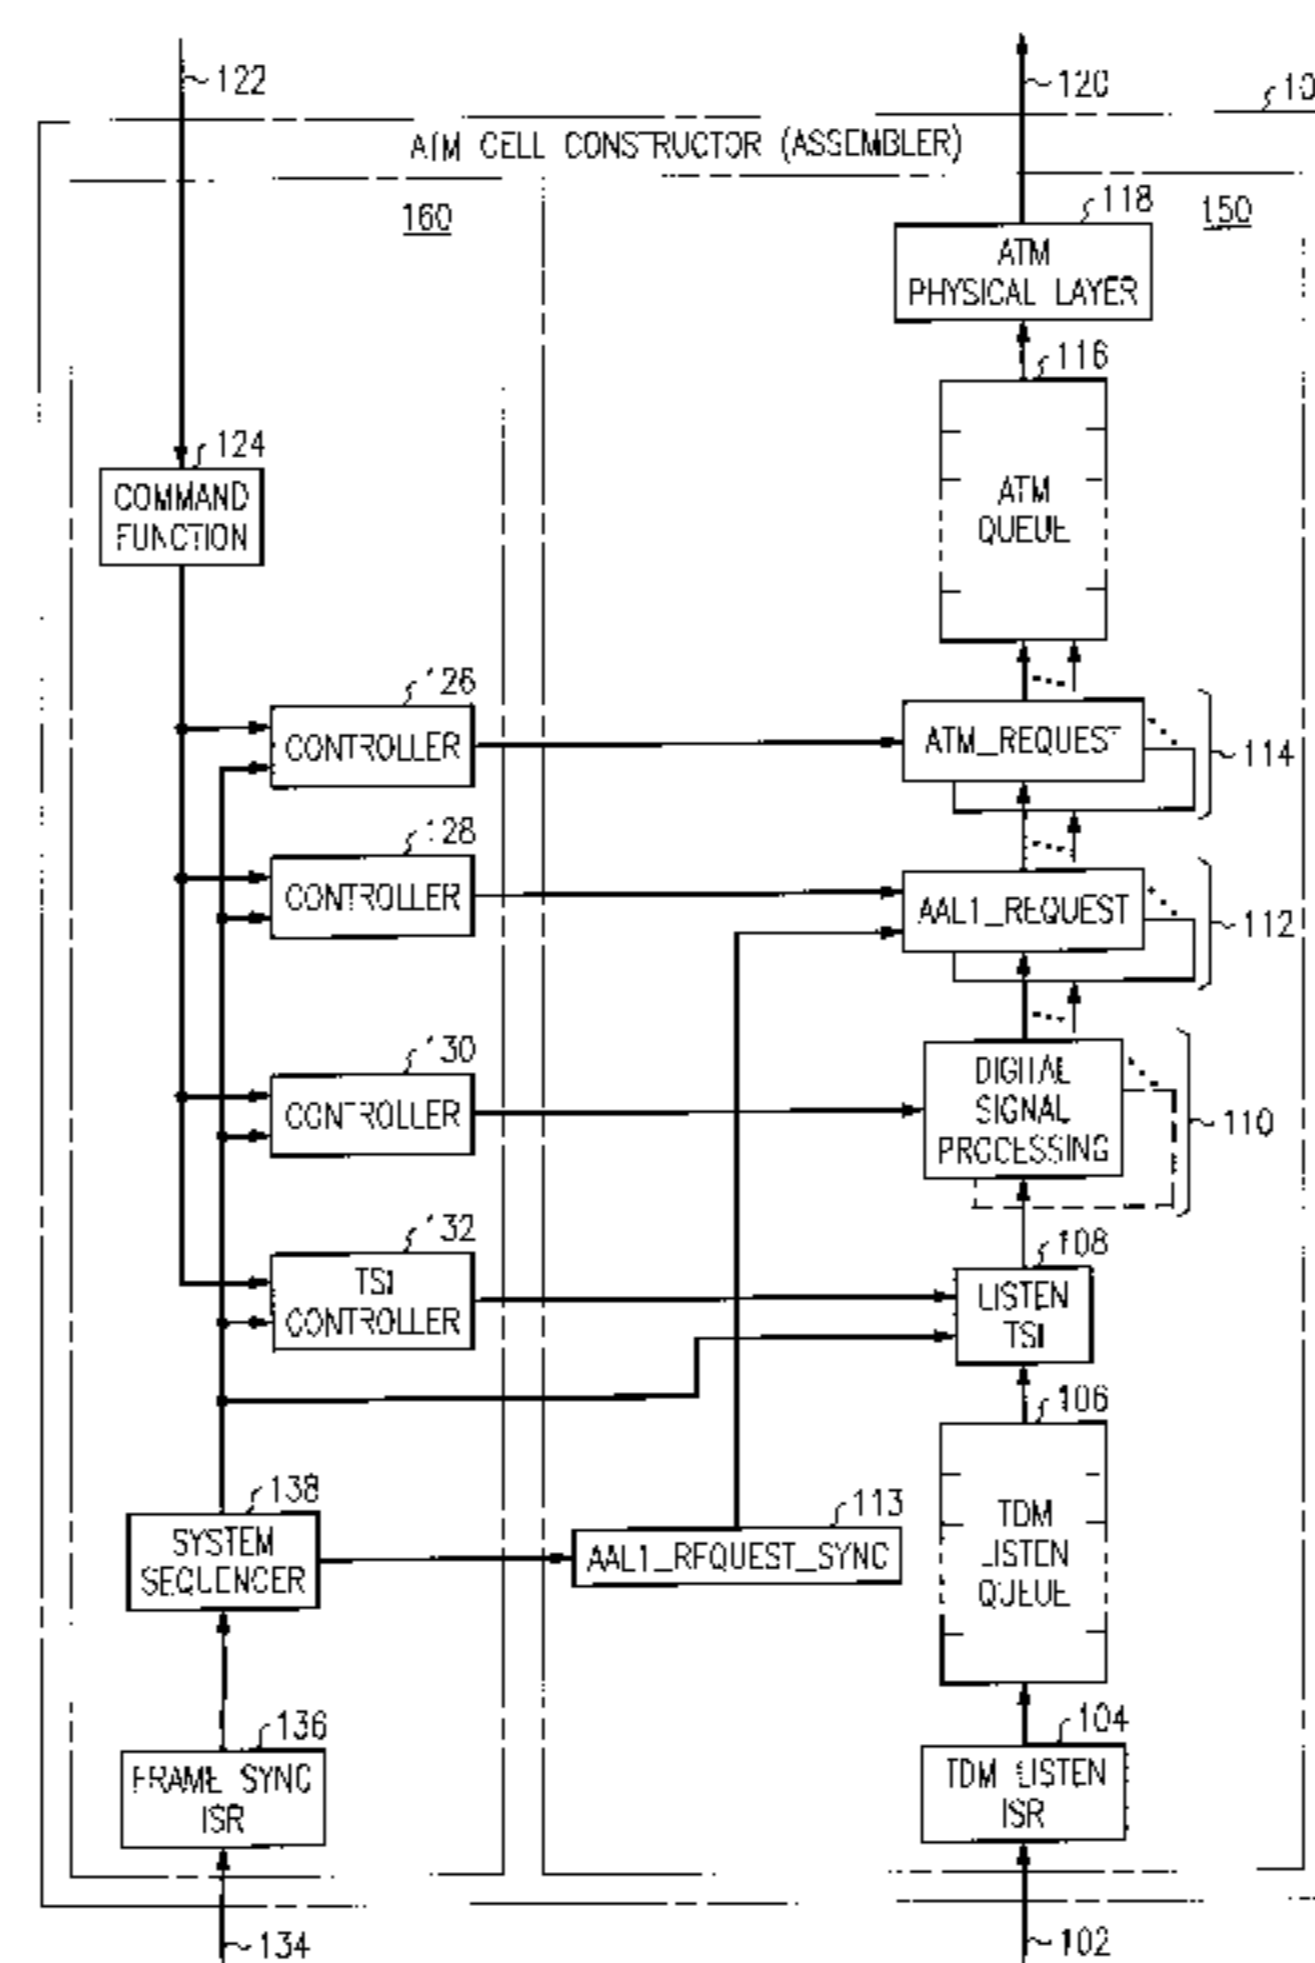 122
120
10
ATM CELL CONSTRUCTOR (ASSEMBLER)
160
150
118
ATM
PHYSICAL LAYER
116
ATM
QUEUE
124
COMMAND
FUNCTION
126
CONTROLLER
ATM_REQUEST
114
128
CONTROLLER
AAL1_REQUEST
112
130
CONTROLLER
DIGITAL
SIGNAL
PROCESSING
110
132
TSI
CONTROLLER
108
LISTEN
TSI
106
TDM
LISTEN
QUEUE
138
SYSTEM
SEQUENCER
113
AAL1_REQUEST_SYNC
136
FRAME SYNC
ISR
104
TDM LISTEN
ISR
134
102